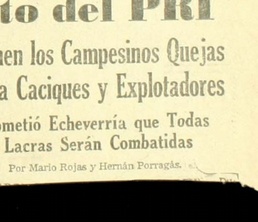 to del PRI
nen los Campesinos Quejas
a Caciques y Explotadores
ometió Echeverría que Todas
Lacras Serán Combatidas
Por Mario Rojas y Hernán Porragás.